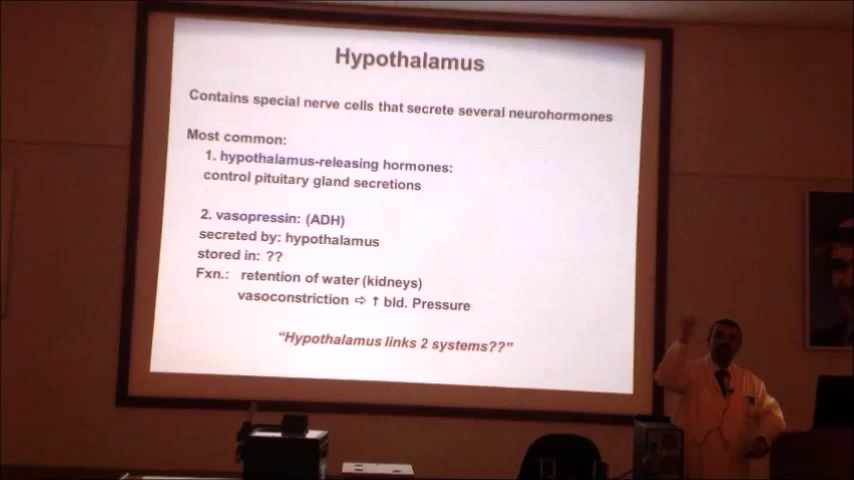 Hypothalamus
Contains special nerve cells that secrete several neurohormones
Most common:
1. hypothalamus-releasing hormones:
control pituitary gland secretions
2. vasopressin: (ADH)
secreted by: hypothalamus
stored in: ??
Fxn.: retention of water (kidneys)
vasoconstriction ⇨ ↑ bld. Pressure
“Hypothalamus links 2 systems??”